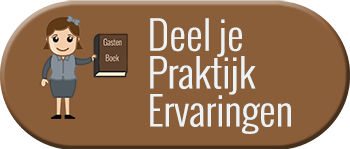 Gasten
Boek
Deel je
Praktijk
Ervaringen